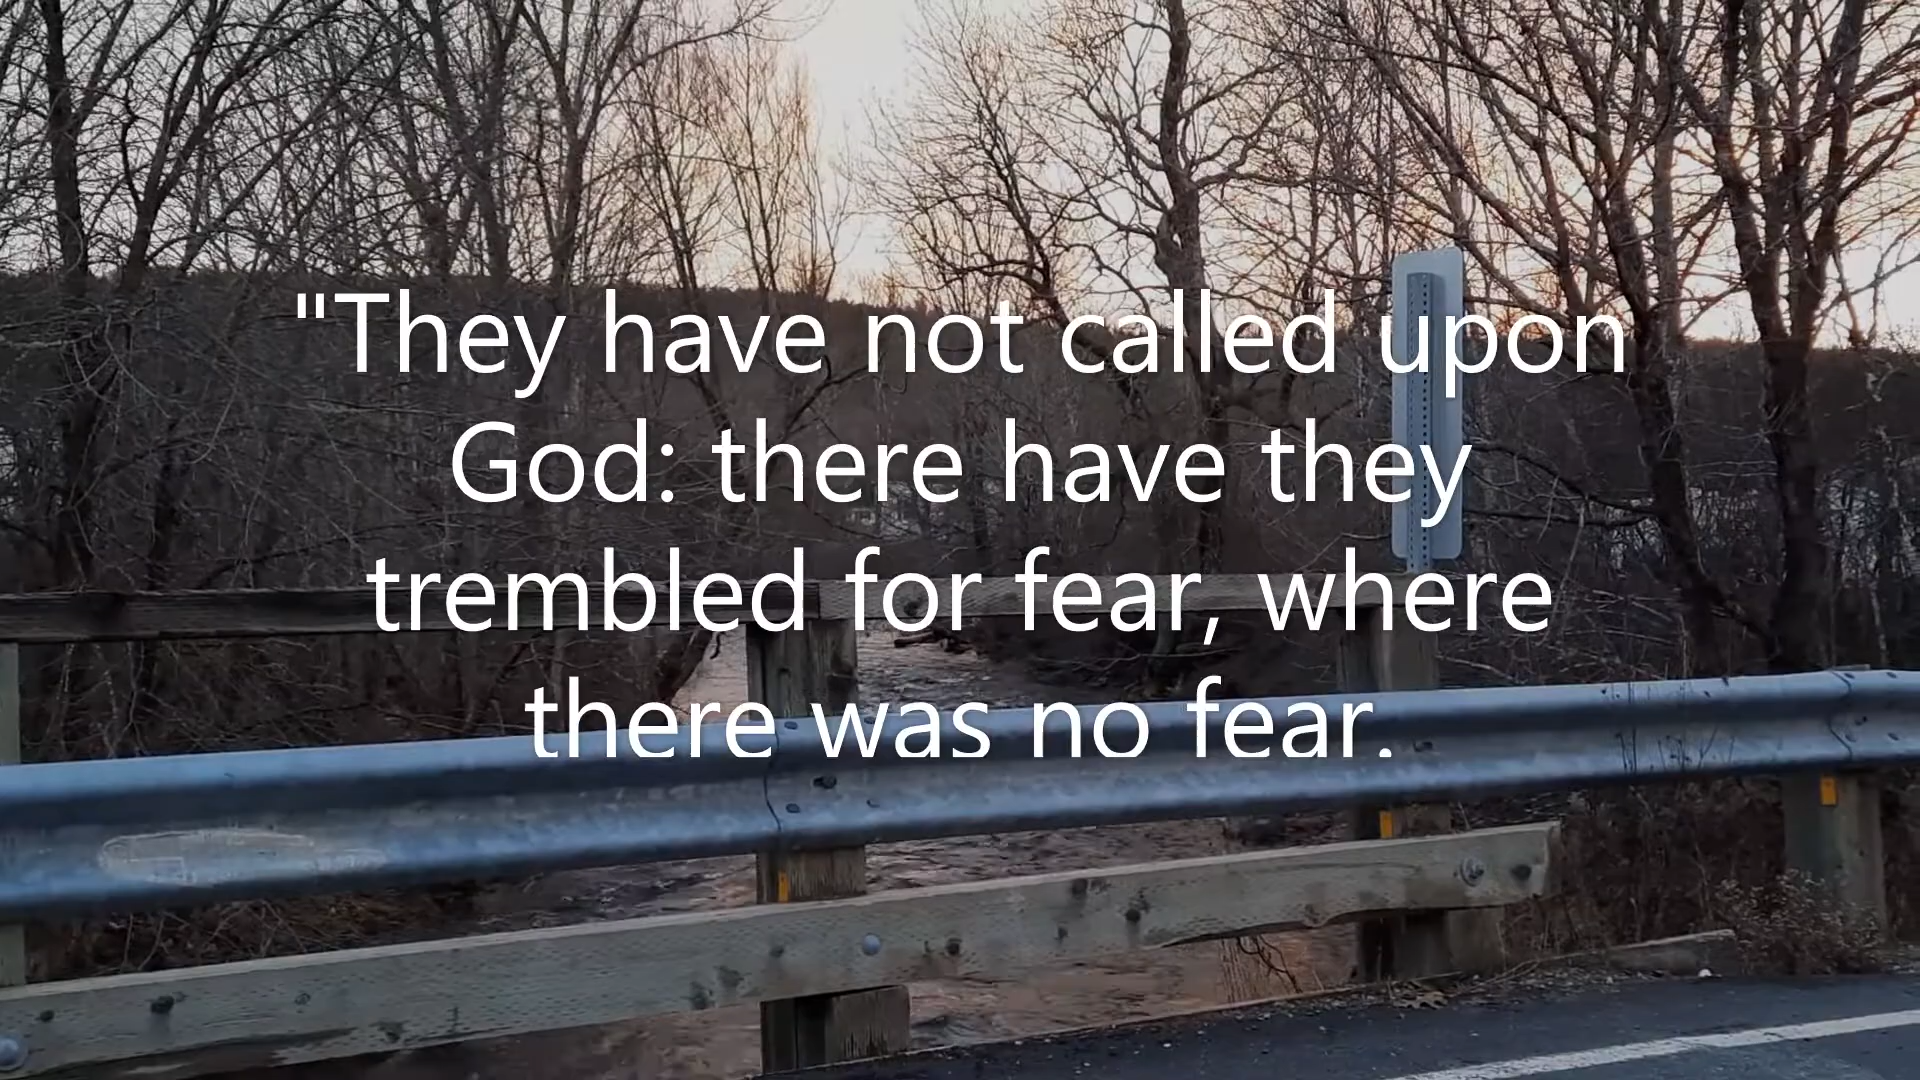 "They have not called upon
God: there have they
trembled for fear, where
there was no fear.